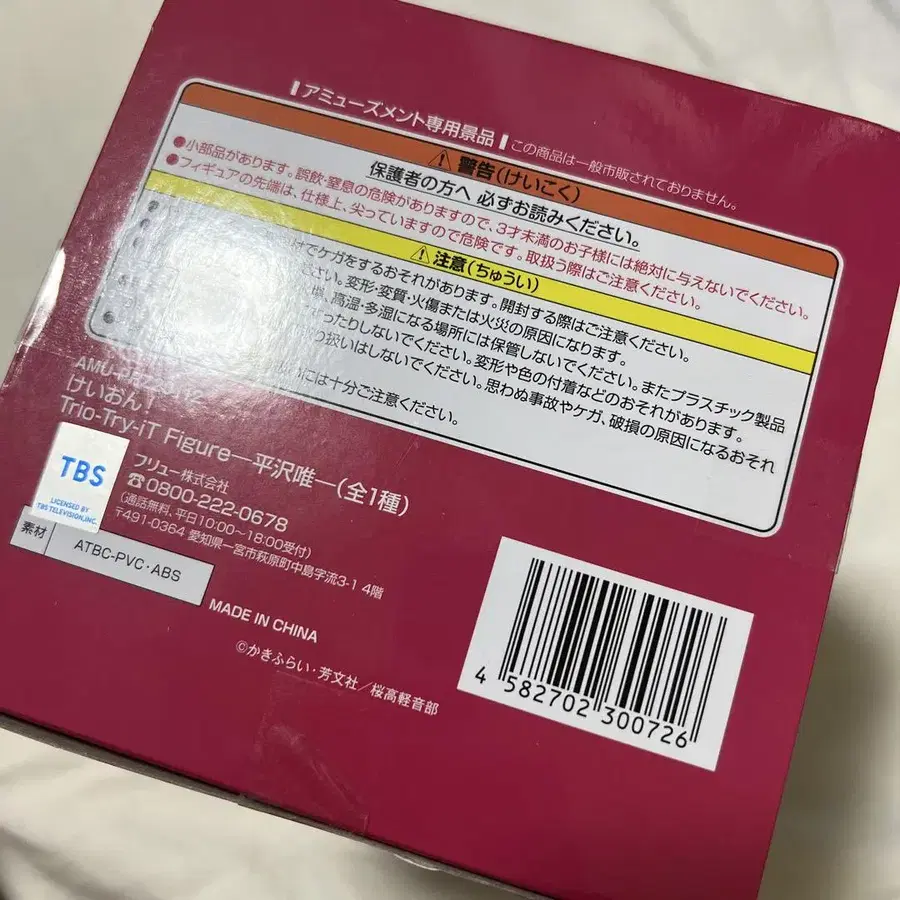 アミューズメント専用景品 この商品は一般市販されておりません。
⚠ 警告(けいこく)
保護者の方へ 必ずお読みください。
●小部品があります。誤飲・窒息の危険がありますので、3才未満のお子様には絶対に与えないでください。
●フィギュアの先端は、仕様上、尖っていますので危険です。取扱う際はご注意ください。
⚠ 注意(ちゅうい)
でケガをするおそれがあります。開封する際はご注意ください。
さい。変形・変質・火傷または火災の原因になります。
高温・多湿になる場所には保管しないでください。またプラスチック製品
ったりしないでください。変形や色の付着などのおそれがあります。
扱いはしないでください。思わぬ事故やケガ、破損の原因になるおそれ
には十分ご注意ください。
けいおん!
Trio-Try-iT Figure―平沢唯―(全1種)
TBS
LICENSED BY
TBS TELEVISION,INC.
フリュー株式会社
☎0800-222-0678
(通話無料、平日10:00〜18:00受付)
〒491-0364 愛知県一宮市萩原町中島字流3-1 4階
素材 ATBC-PVC・ABS
MADE IN CHINA
©かきふらい・芳文社/桜高軽音部
4 582702 300726